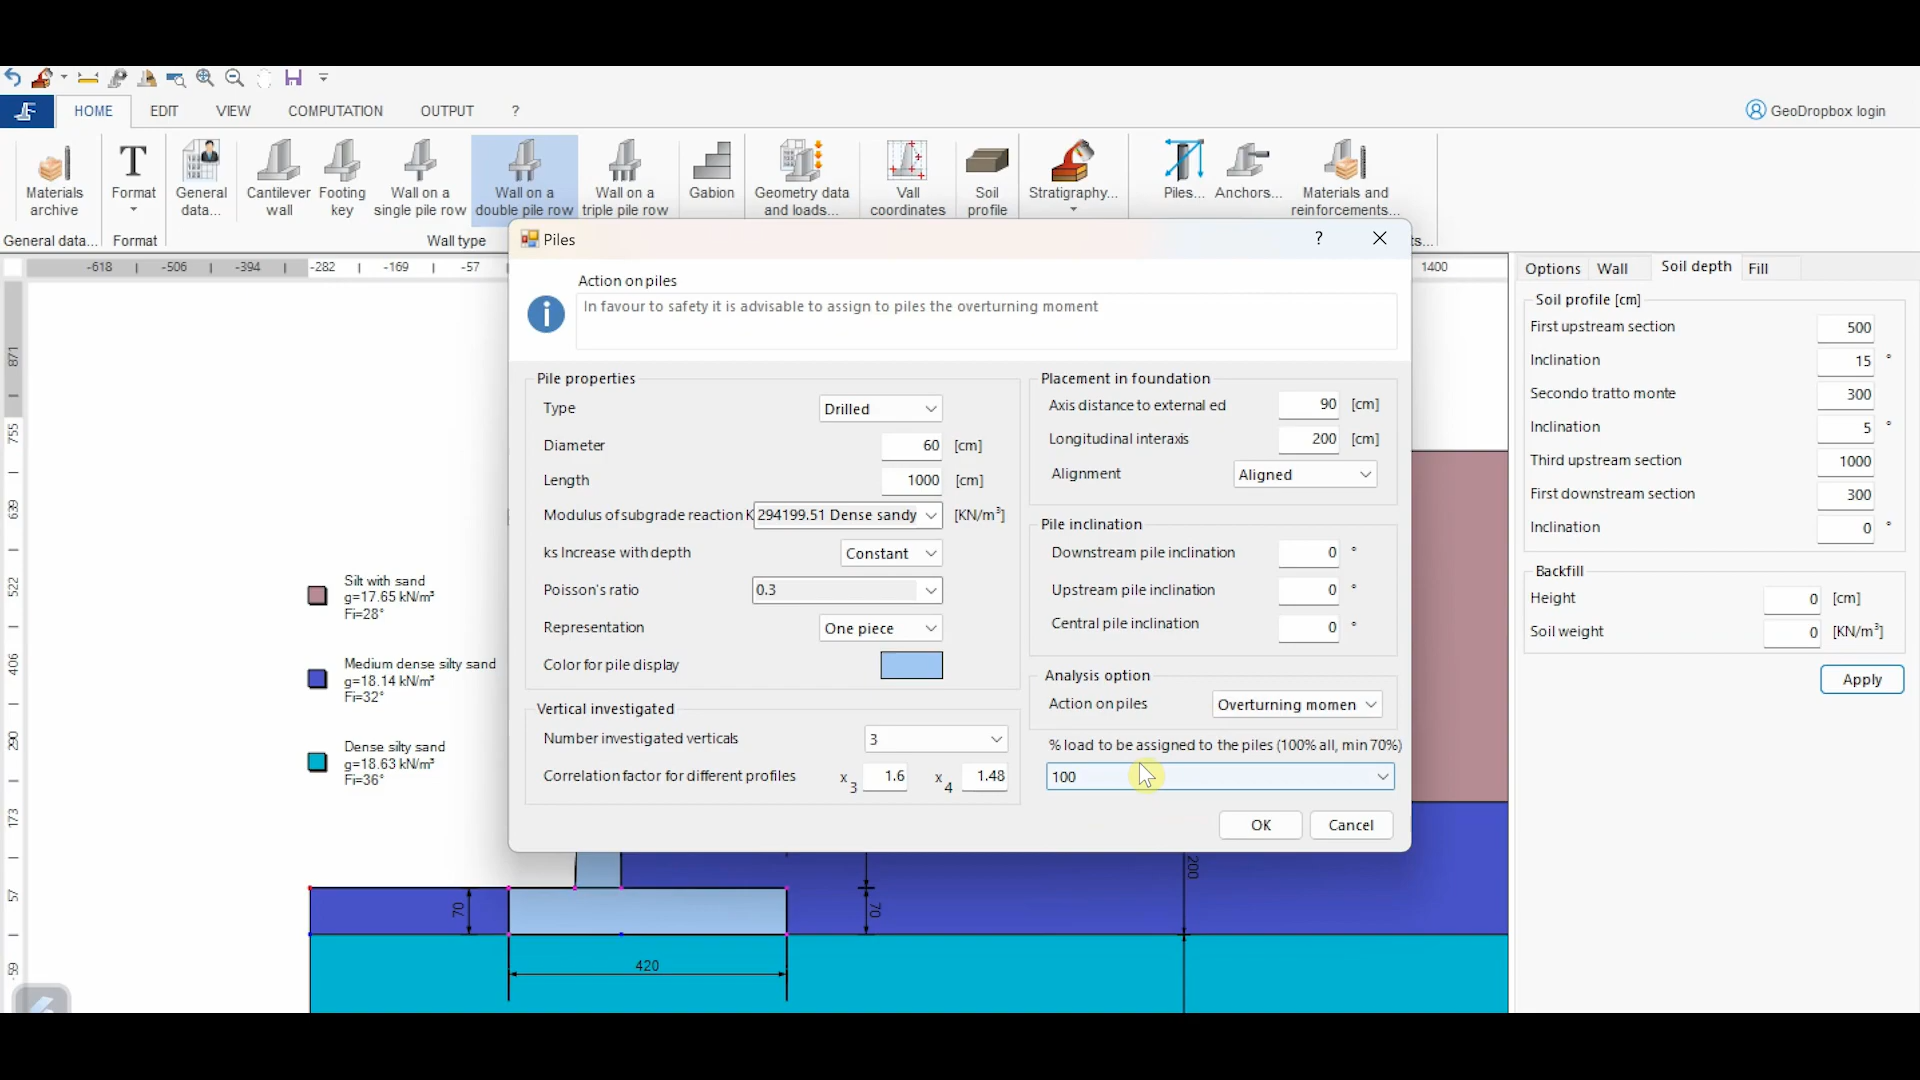 HOME EDIT VIEW COMPUTATION OUTPUT ?
GeoDropbox login
Materials archive
Format
General data...
Cantilever wall
Footing key
Wall on a single pile row
Wall on a double pile row
Wall on a triple pile row
Gabion
Geometry data and loads...
Vall coordinates
Soil profile
Stratigraphy...
Piles...
Anchors...
Materials and reinforcements...
General data... Format Wall type ts...
-618 -506 -394 -282 -169 -57 1400
871
755
639
522
406
290
173
57
-59
Silt with sand
g=17.65 kN/m³
Fi=28°
Medium dense silty sand
g=18.14 kN/m³
Fi=32°
Dense silty sand
g=18.63 kN/m³
Fi=36°
Piles ?
Action on piles
In favour to safety it is advisable to assign to piles the overturning moment
Pile properties
Type Drilled
Diameter 60 [cm]
Length 1000 [cm]
Modulus of subgrade reaction K 294199.51 Dense sandy [KN/m³]
ks Increase with depth Constant
Poisson's ratio 0.3
Representation One piece
Color for pile display
Vertical investigated
Number investigated verticals 3
Correlation factor for different profiles x3 1.6 x4 1.48
Placement in foundation
Axis distance to external ed 90 [cm]
Longitudinal interaxis 200 [cm]
Alignment Aligned
Pile inclination
Downstream pile inclination 0 °
Upstream pile inclination 0 °
Central pile inclination 0 °
Analysis option
Action on piles Overturning momen
% load to be assigned to the piles (100% all, min 70%)
100
OK Cancel
70
70
200
420
Options Wall Soil depth Fill
Soil profile [cm]
First upstream section 500
Inclination 15 °
Secondo tratto monte 300
Inclination 5 °
Third upstream section 1000
First downstream section 300
Inclination 0 °
Backfill
Height 0 [cm]
Soil weight 0 [KN/m³]
Apply